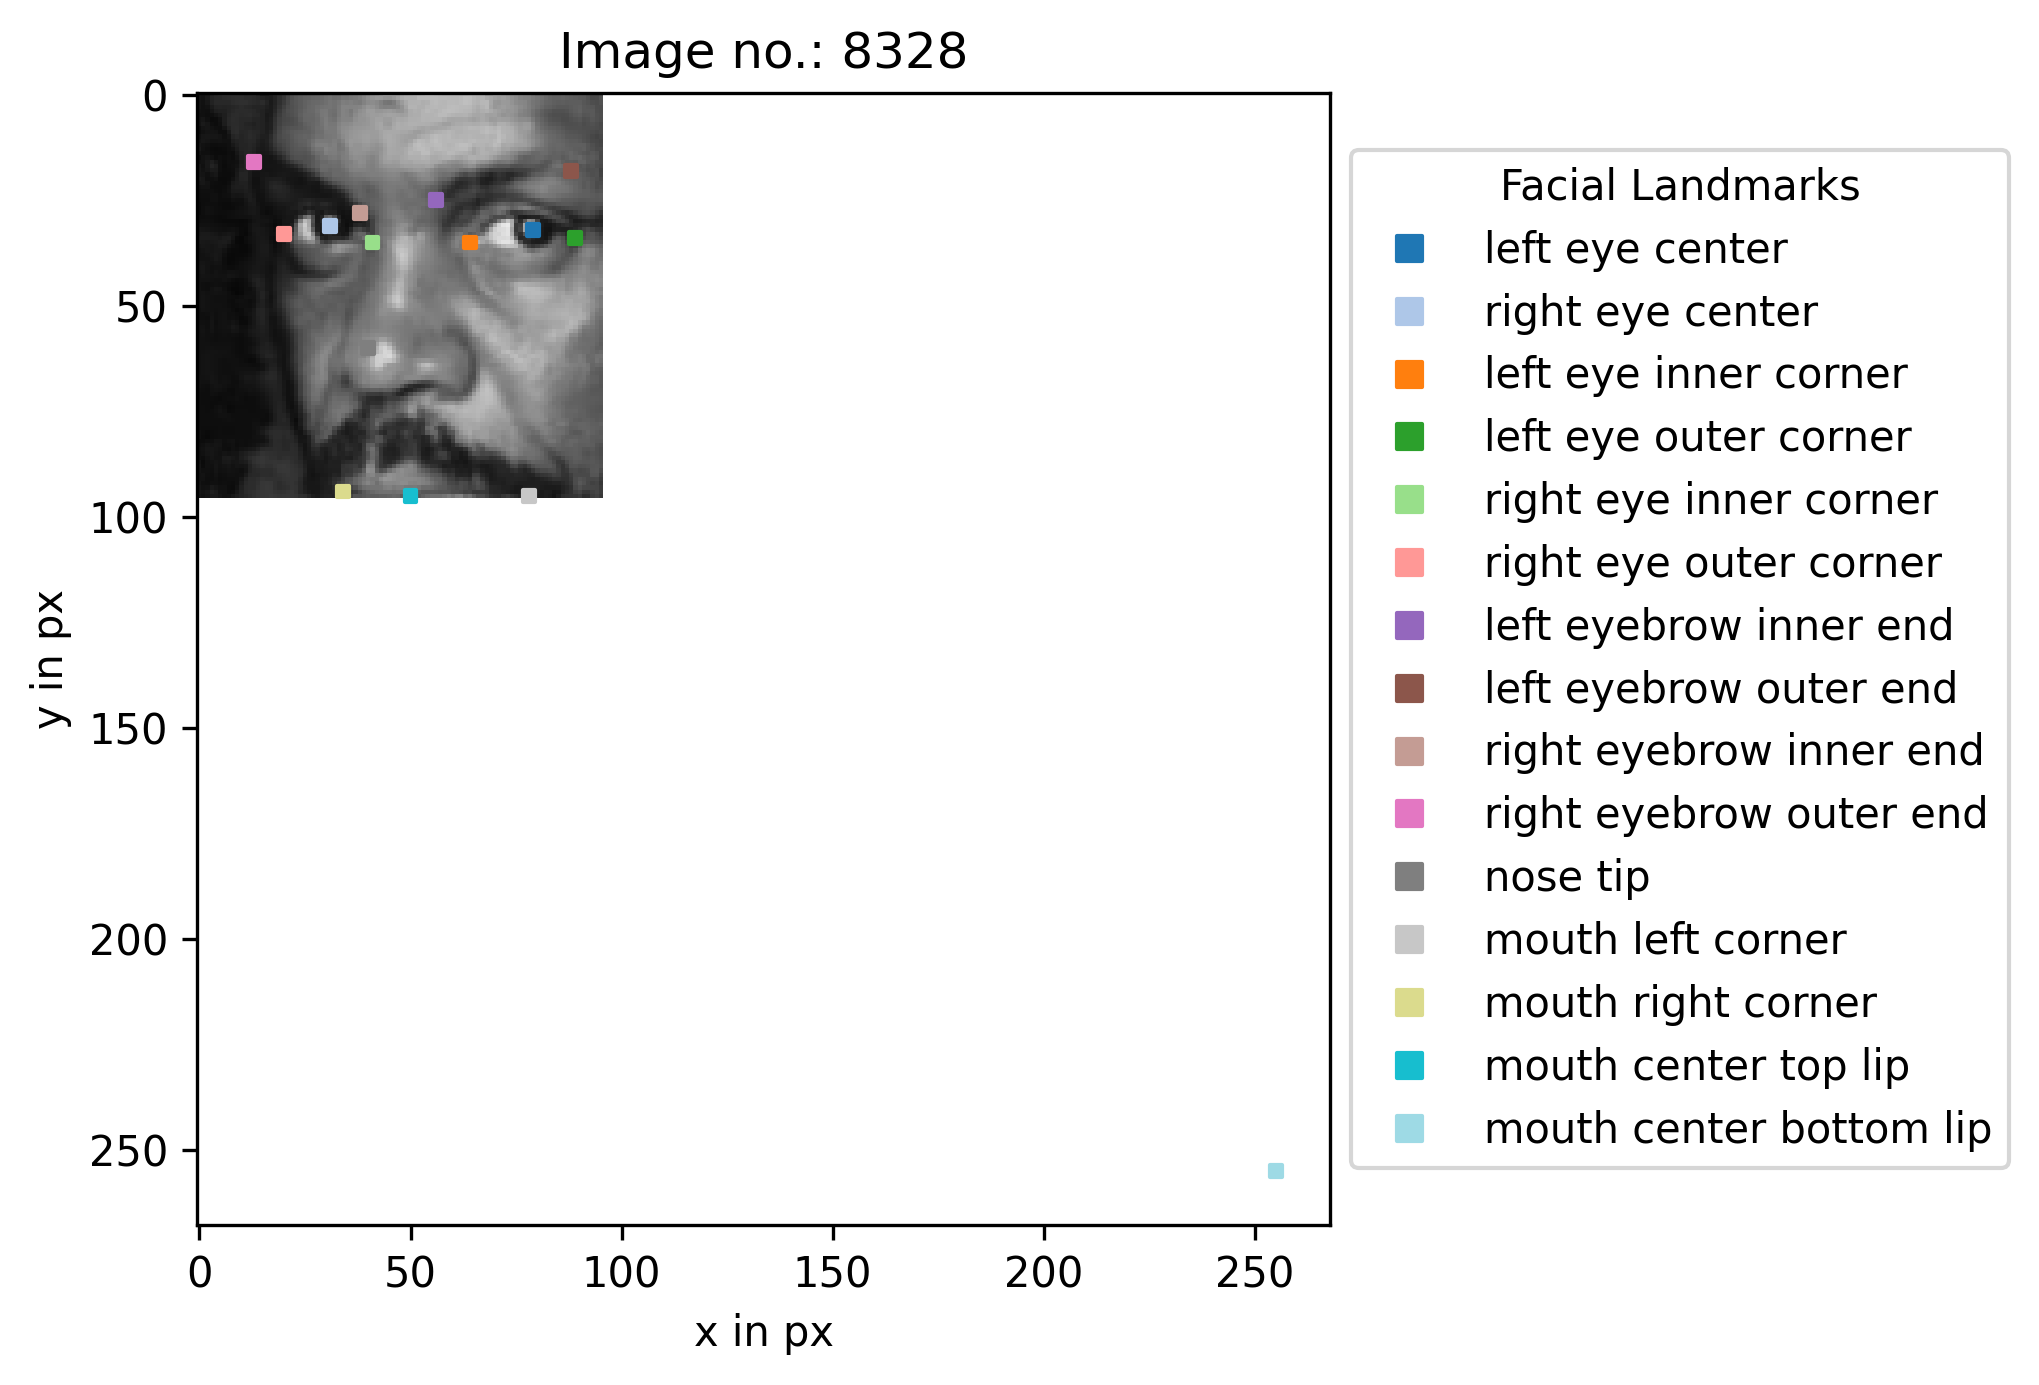 Image no.: 8328
0
50
100
150
200
250
y in px
0 50 100 150 200 250
x in px
Facial Landmarks
left eye center
right eye center
left eye inner corner
left eye outer corner
right eye inner corner
right eye outer corner
left eyebrow inner end
left eyebrow outer end
right eyebrow inner end
right eyebrow outer end
nose tip
mouth left corner
mouth right corner
mouth center top lip
mouth center bottom lip